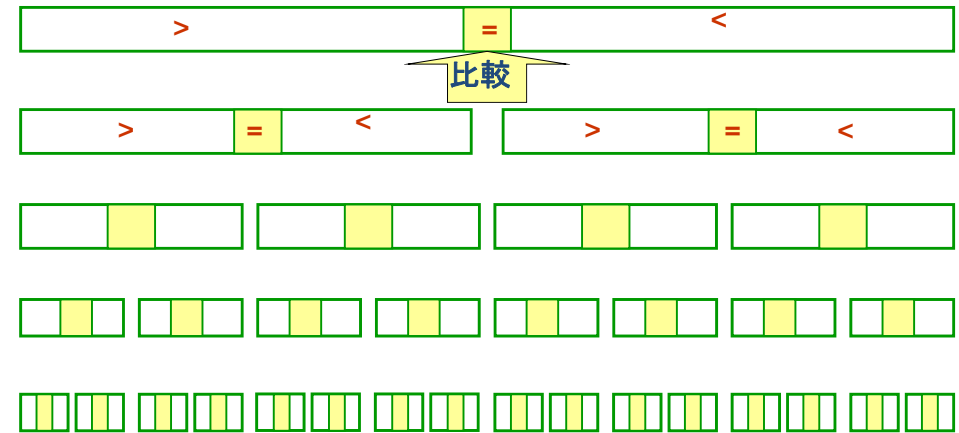 > = <
比較
> = < > = <